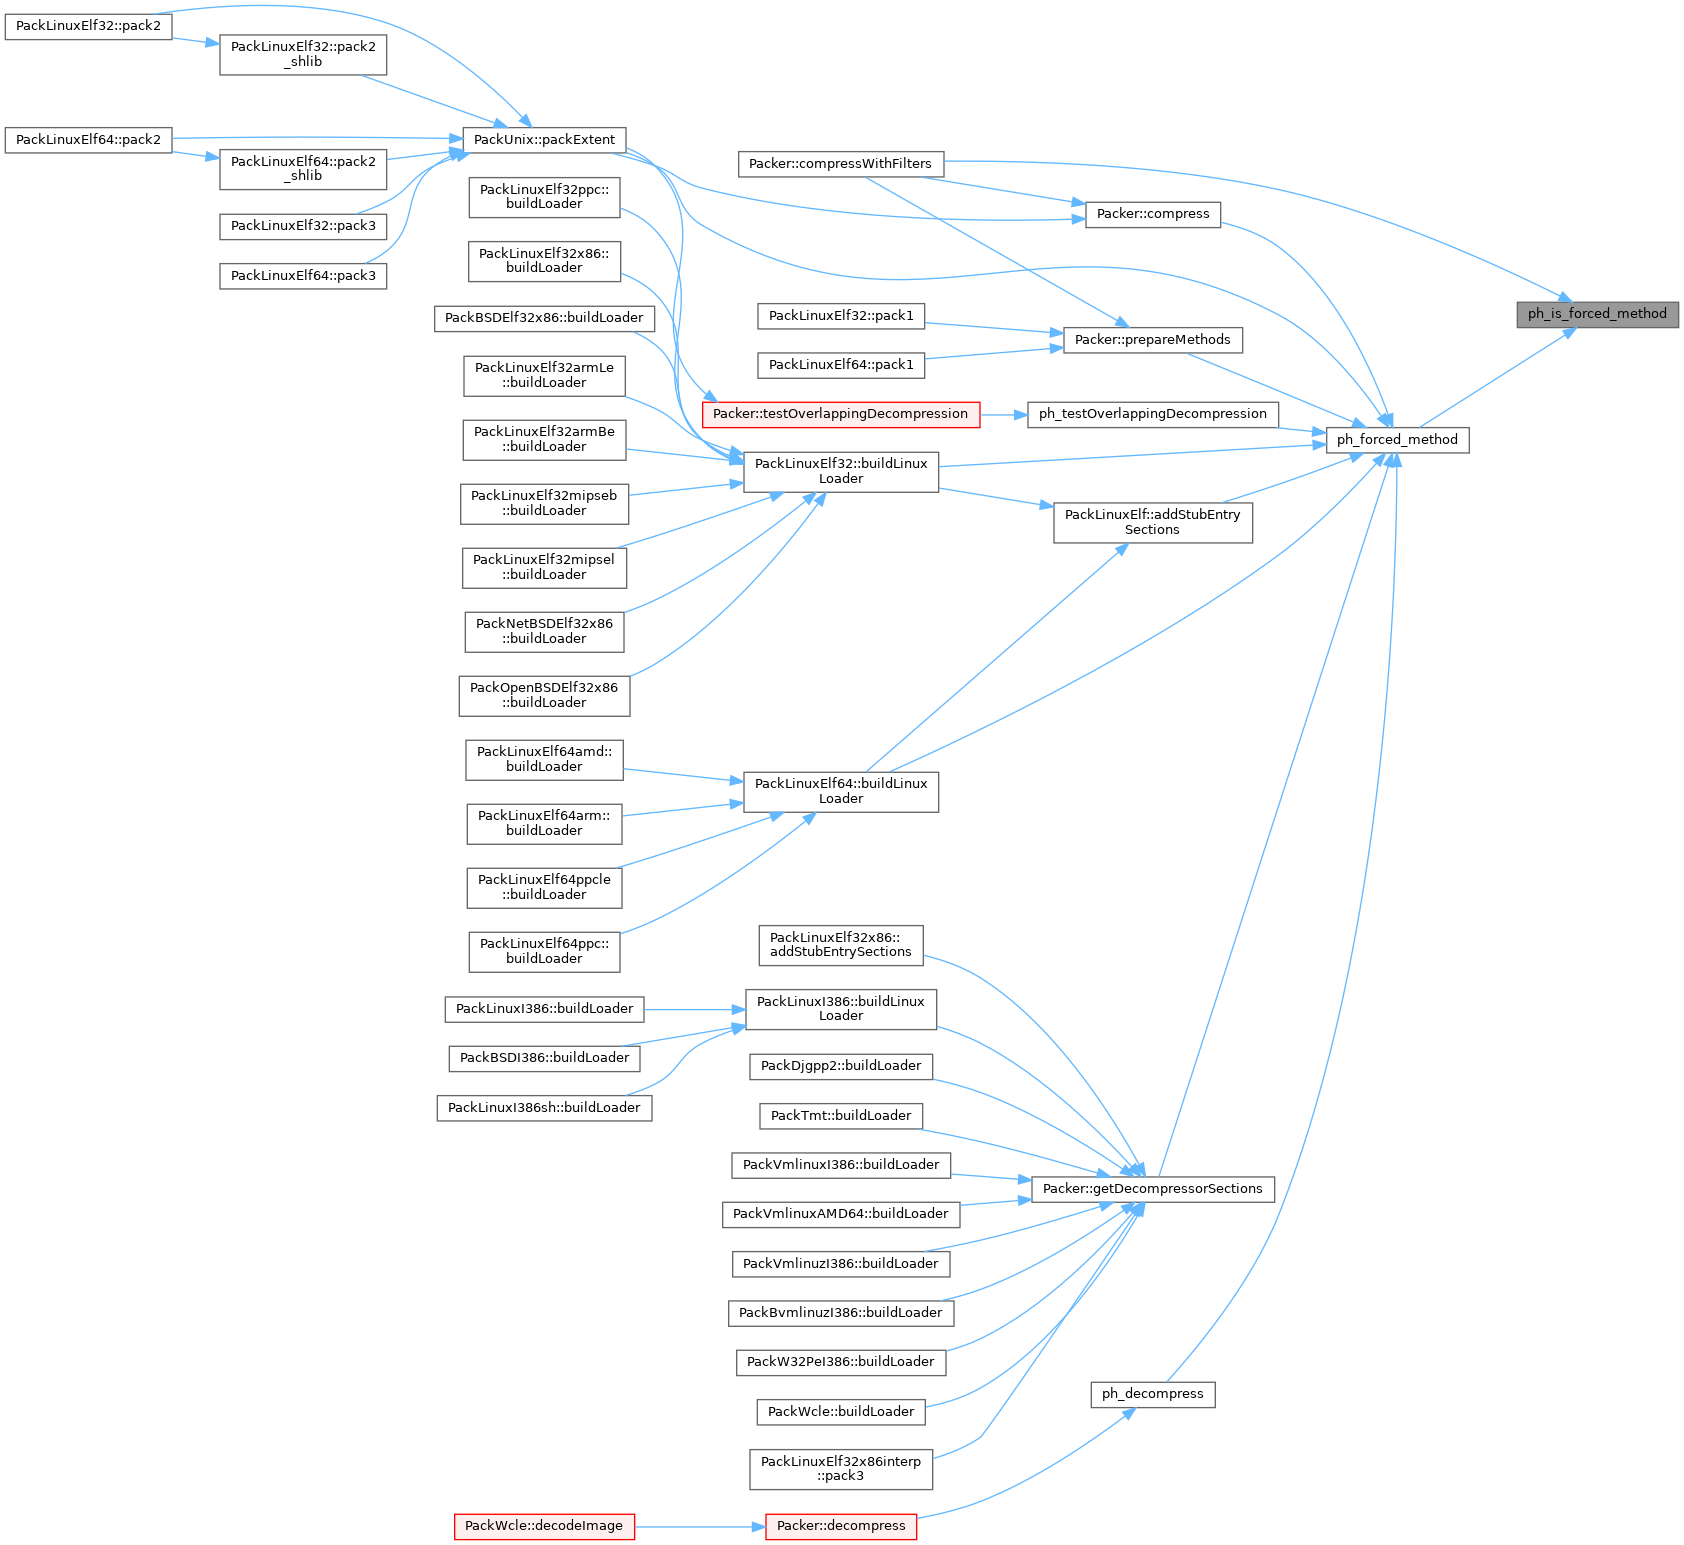 PackLinuxElf32::pack2
PackLinuxElf32::pack2
_shlib
PackLinuxElf64::pack2
PackLinuxElf64::pack2
_shlib
PackLinuxElf32::pack3
PackLinuxElf64::pack3
PackUnix::packExtent
PackLinuxElf32ppc::
buildLoader
PackLinuxElf32x86::
buildLoader
PackBSDElf32x86::buildLoader
PackLinuxElf32armLe
::buildLoader
PackLinuxElf32armBe
::buildLoader
PackLinuxElf32mipseb
::buildLoader
PackLinuxElf32mipsel
::buildLoader
PackNetBSDElf32x86
::buildLoader
PackOpenBSDElf32x86
::buildLoader
PackLinuxElf64amd::
buildLoader
PackLinuxElf64arm::
buildLoader
PackLinuxElf64ppcle
::buildLoader
PackLinuxElf64ppc::
buildLoader
PackLinuxI386::buildLoader
PackBSDI386::buildLoader
PackLinuxI386sh::buildLoader
PackWcle::decodeImage
Packer::compressWithFilters
PackLinuxElf32::pack1
PackLinuxElf64::pack1
Packer::testOverlappingDecompression
PackLinuxElf32::buildLinux
Loader
PackLinuxElf64::buildLinux
Loader
PackLinuxElf32x86::
addStubEntrySections
PackLinuxI386::buildLinux
Loader
PackDjgpp2::buildLoader
PackTmt::buildLoader
PackVmlinuxI386::buildLoader
PackVmlinuxAMD64::buildLoader
PackVmlinuzI386::buildLoader
PackBvmlinuzI386::buildLoader
PackW32PeI386::buildLoader
PackWcle::buildLoader
PackLinuxElf32x86interp
::pack3
Packer::decompress
Packer::compress
Packer::prepareMethods
ph_testOverlappingDecompression
PackLinuxElf::addStubEntry
Sections
Packer::getDecompressorSections
ph_decompress
ph_forced_method
ph_is_forced_method